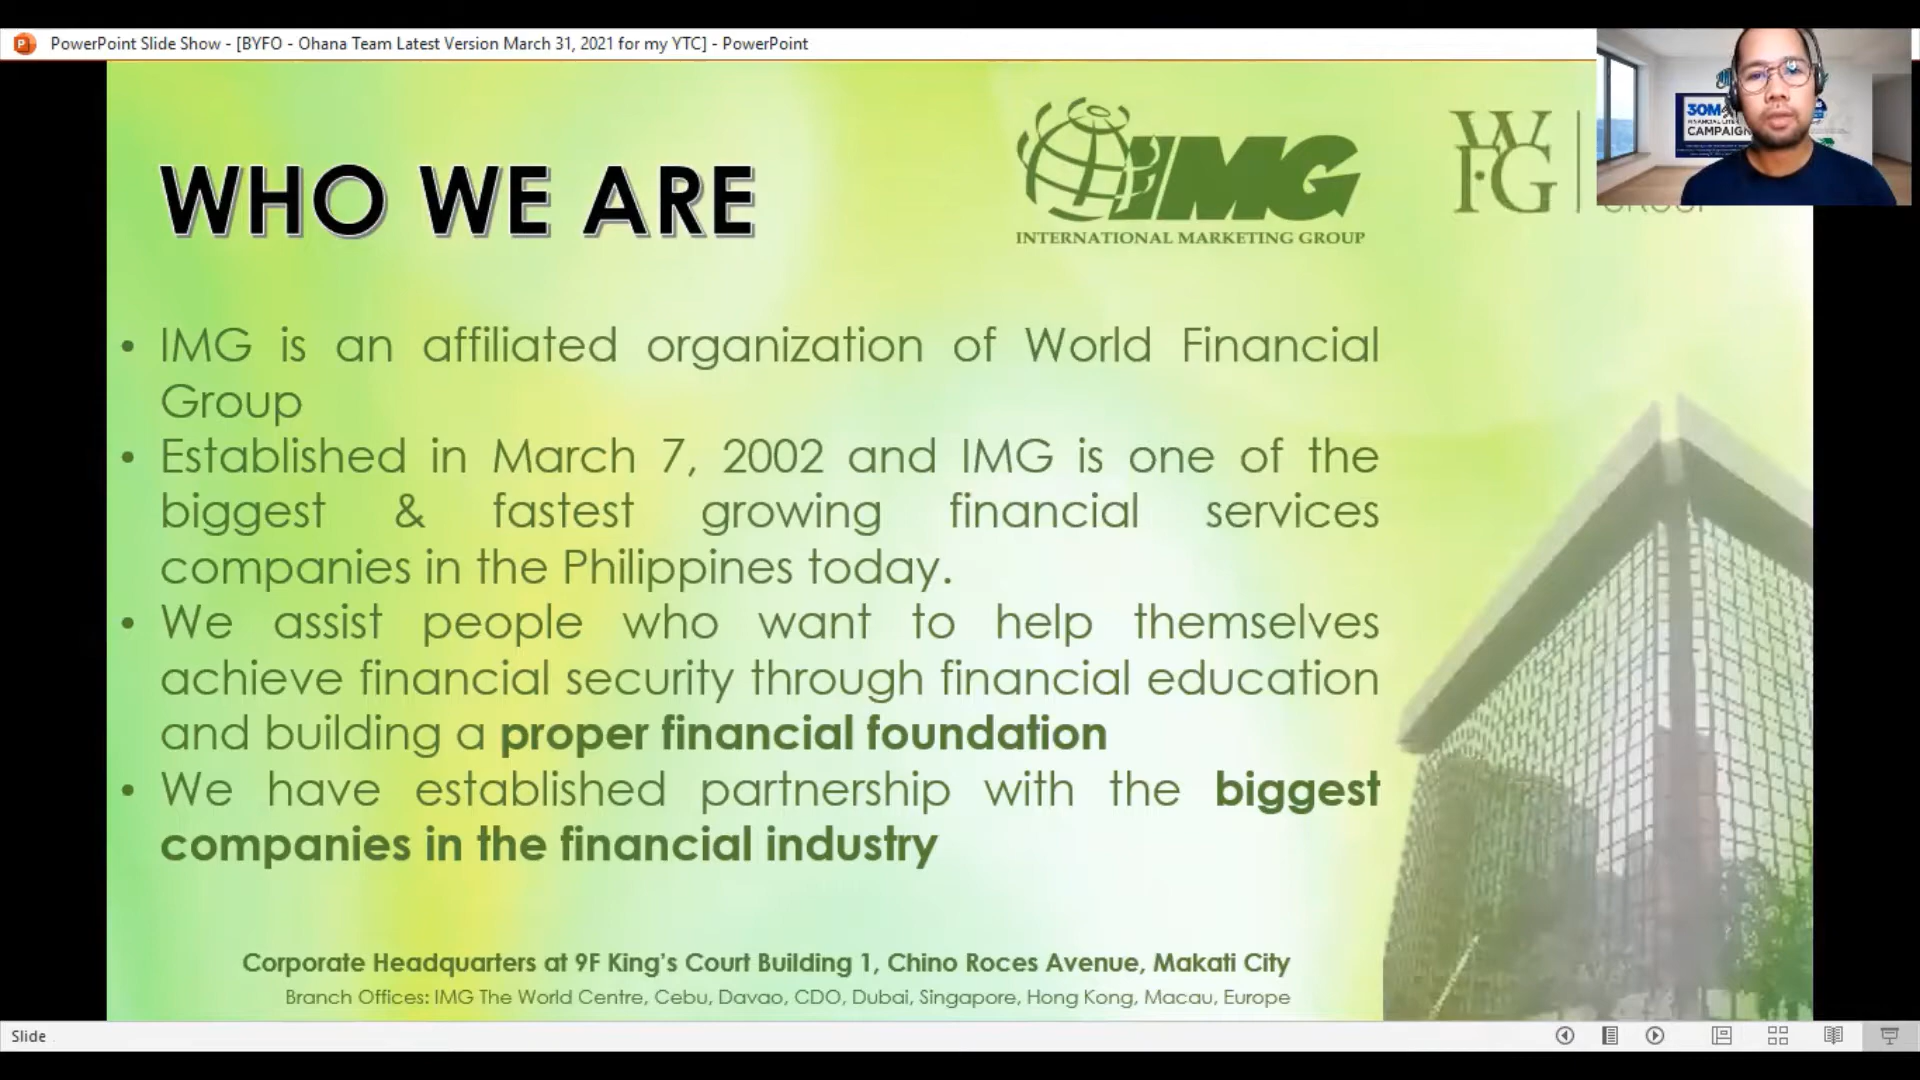 PowerPoint Slide Show - [BYFO - Ohana Team Latest Version March 31, 2021 for my YTC] - PowerPoint
30M
CAMPAIGN
WHO WE ARE
IMG
INTERNATIONAL MARKETING GROUP
WFG
• IMG is an affiliated organization of World Financial
Group
• Established in March 7, 2002 and IMG is one of the
biggest & fastest growing financial services
companies in the Philippines today.
• We assist people who want to help themselves
achieve financial security through financial education
and building a proper financial foundation
• We have established partnership with the biggest
companies in the financial industry
Corporate Headquarters at 9F King's Court Building 1, Chino Roces Avenue, Makati City
Branch Offices: IMG The World Centre, Cebu, Davao, CDO, Dubai, Singapore, Hong Kong, Macau, Europe
Slide